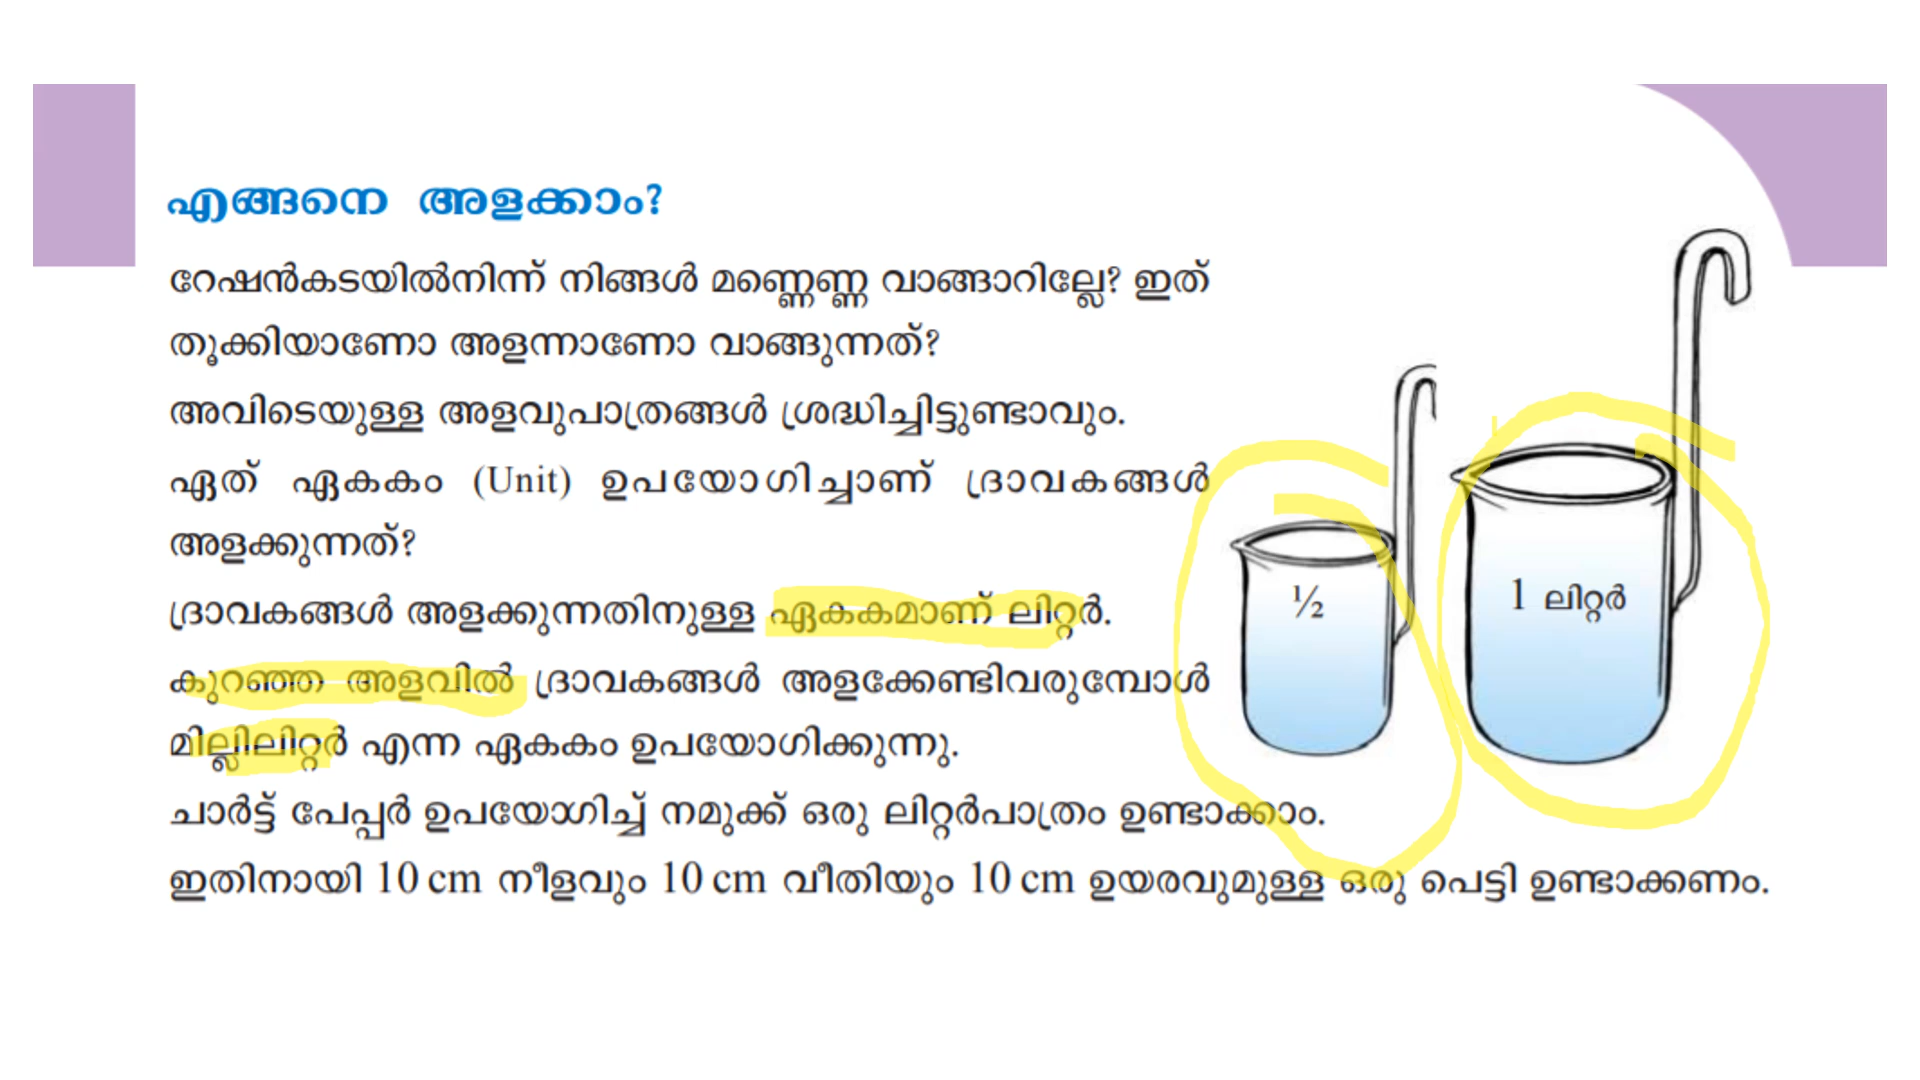 എങ്ങനെ അളക്കാം?
റേഷൻകടയിൽനിന്ന് നിങ്ങൾ മണ്ണെണ്ണ വാങ്ങാറില്ലേ? ഇത്
തൂക്കിയാണോ അളന്നാണോ വാങ്ങുന്നത്?
അവിടെയുള്ള അളവുപാത്രങ്ങൾ ശ്രദ്ധിച്ചിട്ടുണ്ടാവും.
ഏത് ഏകകം (Unit) ഉപയോഗിച്ചാണ് ദ്രാവകങ്ങൾ
അളക്കുന്നത്?
ദ്രാവകങ്ങൾ അളക്കുന്നതിനുള്ള ഏകകമാണ് ലിറ്റർ.
കുറഞ്ഞ അളവിൽ ദ്രാവകങ്ങൾ അളക്കേണ്ടിവരുമ്പോൾ
മില്ലിലിറ്റർ എന്ന ഏകകം ഉപയോഗിക്കുന്നു.
ചാർട്ട് പേപ്പർ ഉപയോഗിച്ച് നമുക്ക് ഒരു ലിറ്റർപാത്രം ഉണ്ടാക്കാം.
ഇതിനായി 10 cm നീളവും 10 cm വീതിയും 10 cm ഉയരവുമുള്ള ഒരു പെട്ടി ഉണ്ടാക്കണം.
½
1 ലിറ്റർ